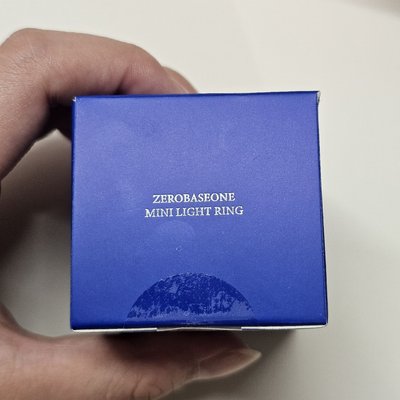 ZEROBASEONE
MINI LIGHT RING